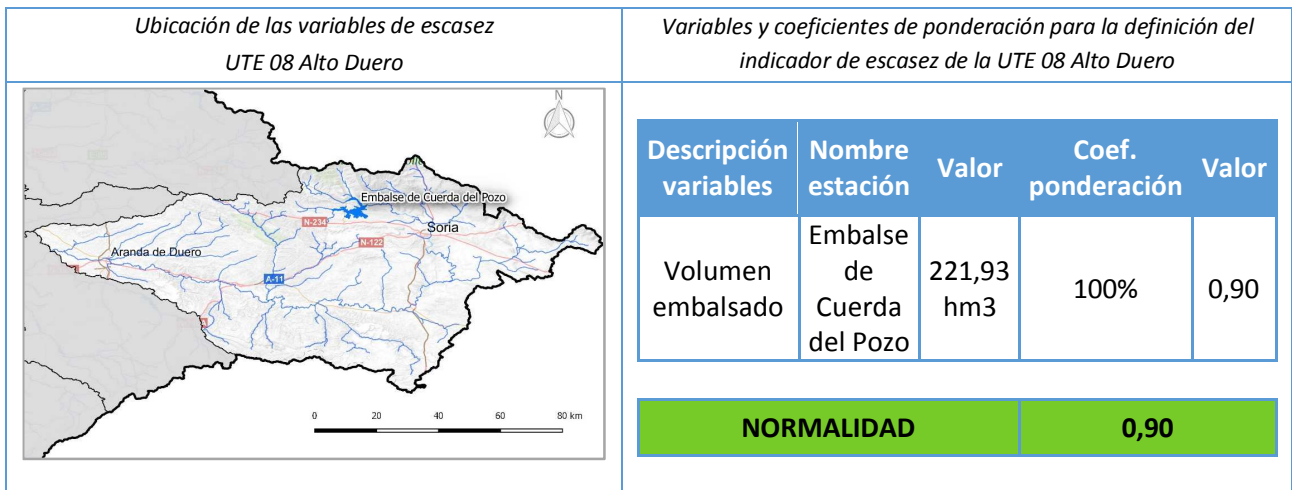 Ubicación de las variables de escasez
UTE 08 Alto Duero
Variables y coeficientes de ponderación para la definición del
indicador de escasez de la UTE 08 Alto Duero
N
Embalse de Cuerda del Pozo
N-234
Soria
N-122
Aranda de Duero
A-11
0 20 40 60 80 km
Descripción variables
Nombre estación
Valor
Coef. ponderación
Valor
Volumen embalsado
Embalse de Cuerda del Pozo
221,93 hm3
100%
0,90
NORMALIDAD
0,90